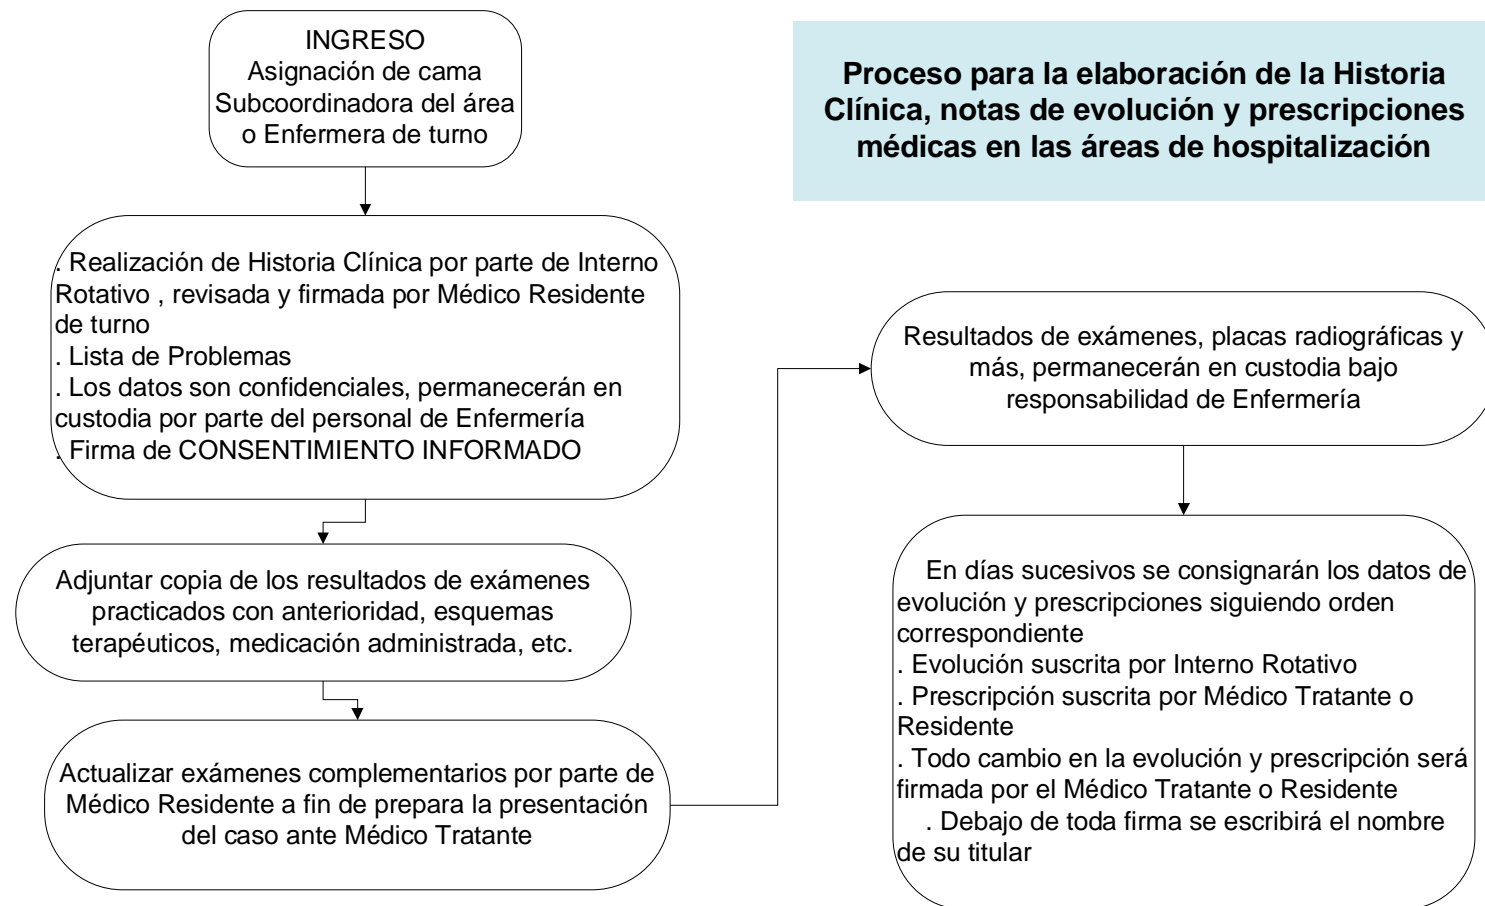 INGRESO
Asignación de cama
Subcoordinadora del área
o Enfermera de turno
Proceso para la elaboración de la Historia
Clínica, notas de evolución y prescripciones
médicas en las áreas de hospitalización
. Realización de Historia Clínica por parte de Interno
Rotativo , revisada y firmada por Médico Residente
de turno
. Lista de Problemas
. Los datos son confidenciales, permanecerán en
custodia por parte del personal de Enfermería
. Firma de CONSENTIMIENTO INFORMADO
Adjuntar copia de los resultados de exámenes
practicados con anterioridad, esquemas
terapéuticos, medicación administrada, etc.
Actualizar exámenes complementarios por parte de
Médico Residente a fin de prepara la presentación
del caso ante Médico Tratante
Resultados de exámenes, placas radiográficas y
más, permanecerán en custodia bajo
responsabilidad de Enfermería
En días sucesivos se consignarán los datos de
evolución y prescripciones siguiendo orden
correspondiente
. Evolución suscrita por Interno Rotativo
. Prescripción suscrita por Médico Tratante o
Residente
. Todo cambio en la evolución y prescripción será
firmada por el Médico Tratante o Residente
. Debajo de toda firma se escribirá el nombre
de su titular